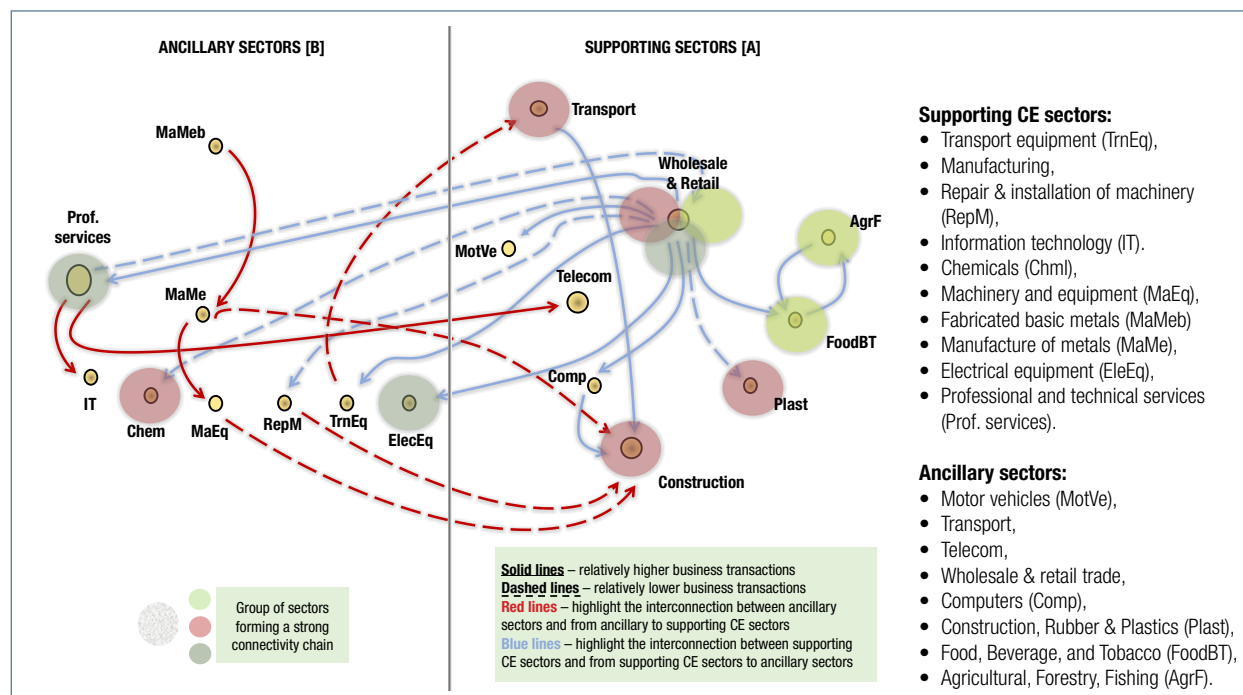 ANCILLARY SECTORS [B]
SUPPORTING SECTORS [A]
MaMeb
Transport
Wholesale
& Retail
Prof.
services
AgrF
MotVe
Telecom
MaMe
FoodBT
IT
Chem
MaEq
RepM
TrnEq
ElecEq
Comp
Plast
Construction
Group of sectors
forming a strong
connectivity chain
Solid lines – relatively higher business transactions
Dashed lines – relatively lower business transactions
Red lines – highlight the interconnection between ancillary
sectors and from ancillary to supporting CE sectors
Blue lines – highlight the interconnection between supporting
CE sectors and from supporting CE sectors to ancillary sectors
Supporting CE sectors:
• Transport equipment (TrnEq),
• Manufacturing,
• Repair & installation of machinery
(RepM),
• Information technology (IT).
• Chemicals (Chml),
• Machinery and equipment (MaEq),
• Fabricated basic metals (MaMeb)
• Manufacture of metals (MaMe),
• Electrical equipment (EleEq),
• Professional and technical services
(Prof. services).
Ancillary sectors:
• Motor vehicles (MotVe),
• Transport,
• Telecom,
• Wholesale & retail trade,
• Computers (Comp),
• Construction, Rubber & Plastics (Plast),
• Food, Beverage, and Tobacco (FoodBT),
• Agricultural, Forestry, Fishing (AgrF).